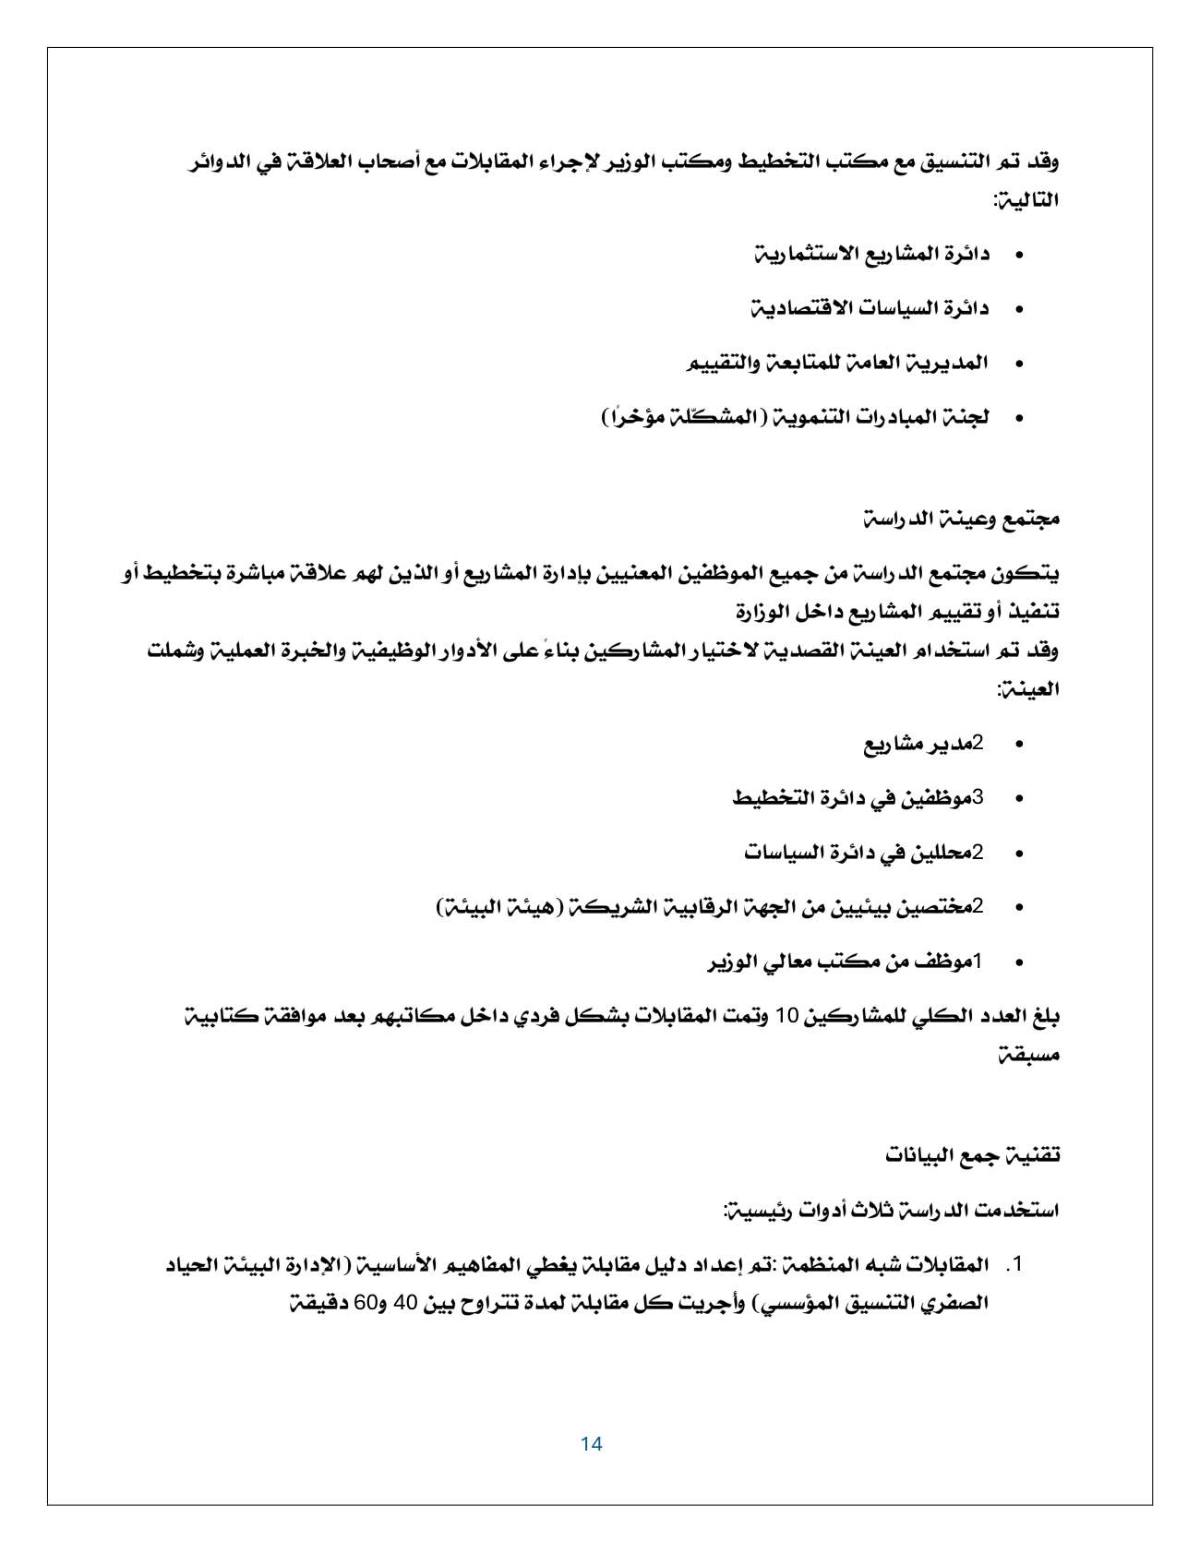 وقد تم التنسيق مع مكتب التخطيط ومكتب الوزير لإجراء المقابلات مع أصحاب العلاقة في الدوائر
التالية:
• دائرة المشاريع الاستثمارية
• دائرة السياسات الاقتصادية
• المديرية العامة للمتابعة والتقييم
• لجنة المبادرات التنموية (المشكّلة مؤخرًا)
مجتمع وعينة الدراسة
يتكون مجتمع الدراسة من جميع الموظفين المعنيين بإدارة المشاريع أو الذين لهم علاقة مباشرة بتخطيط أو
تنفيذ أو تقييم المشاريع داخل الوزارة
وقد تم استخدام العينة القصدية لاختيار المشاركين بناءً على الأدوار الوظيفية والخبرة العملية وشملت
العينة:
• 2مدير مشاريع
• 3موظفين في دائرة التخطيط
• 2محللين في دائرة السياسات
• 2مختصين بيئيين من الجهة الرقابية الشريكة (هيئة البيئة)
• 1موظف من مكتب معالي الوزير
بلغ العدد الكلي للمشاركين 10 وتمت المقابلات بشكل فردي داخل مكاتبهم بعد موافقة كتابية
مسبقة
تقنية جمع البيانات
استخدمت الدراسة ثلاث أدوات رئيسية:
1. المقابلات شبه المنظمة :تم إعداد دليل مقابلة يغطي المفاهيم الأساسية (الإدارة البيئة الحياد
الصفري التنسيق المؤسسي) وأجريت كل مقابلة لمدة تتراوح بين 40 و60 دقيقة
14